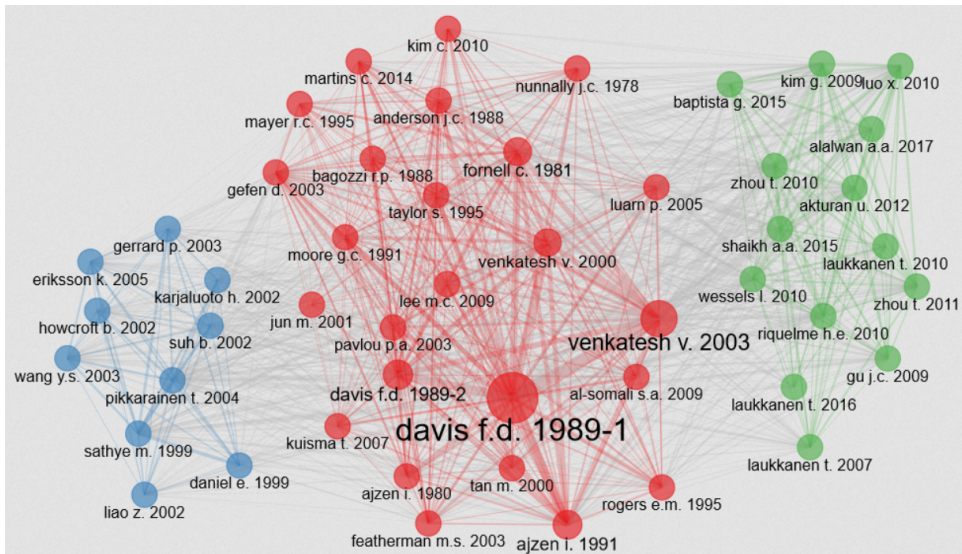 kim c. 2010
martins c. 2014
nunnally j.c. 1978
kim g. 2009
luo x. 2010
baptista g. 2015
mayer r.c. 1995
anderson j.c. 1988
alalwan a.a. 2017
bagozzi r.p. 1988
fornell c. 1981
gefen d. 2003
zhou t. 2010
akturan u. 2012
taylor s. 1995
luarn p. 2005
gerrard p. 2003
moore g.c. 1991
venkatesh v. 2000
shaikh a.a. 2015
laukkanen t. 2010
eriksson k. 2005
karjaluoto h. 2002
lee m.c. 2009
wessels l. 2010
zhou t. 2011
howcroft b. 2002
suh b. 2002
jun m. 2001
pavlou p.a. 2003
venkatesh v. 2003
riquelme h.e. 2010
wang y.s. 2003
pikkarainen t. 2004
davis f.d. 1989-2
al-somali s.a. 2009
gu j.c. 2009
laukkanen t. 2016
davis f.d. 1989-1
kuisma t. 2007
sathye m. 1999
laukkanen t. 2007
daniel e. 1999
ajzen i. 1980
tan m. 2000
rogers e.m. 1995
liao z. 2002
featherman m.s. 2003
ajzen i. 1991